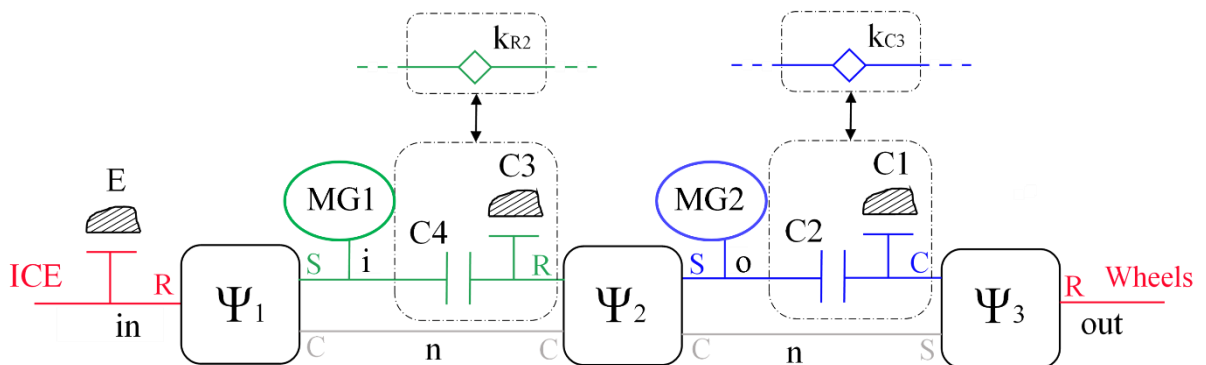 kR2
kC3
E
MG1
C3
MG2
C1
C4
C2
ICE
R
in
Ψ1
S
i
R
C
n
C
Ψ2
S
o
C
C
n
S
Ψ3
R
Wheels
out